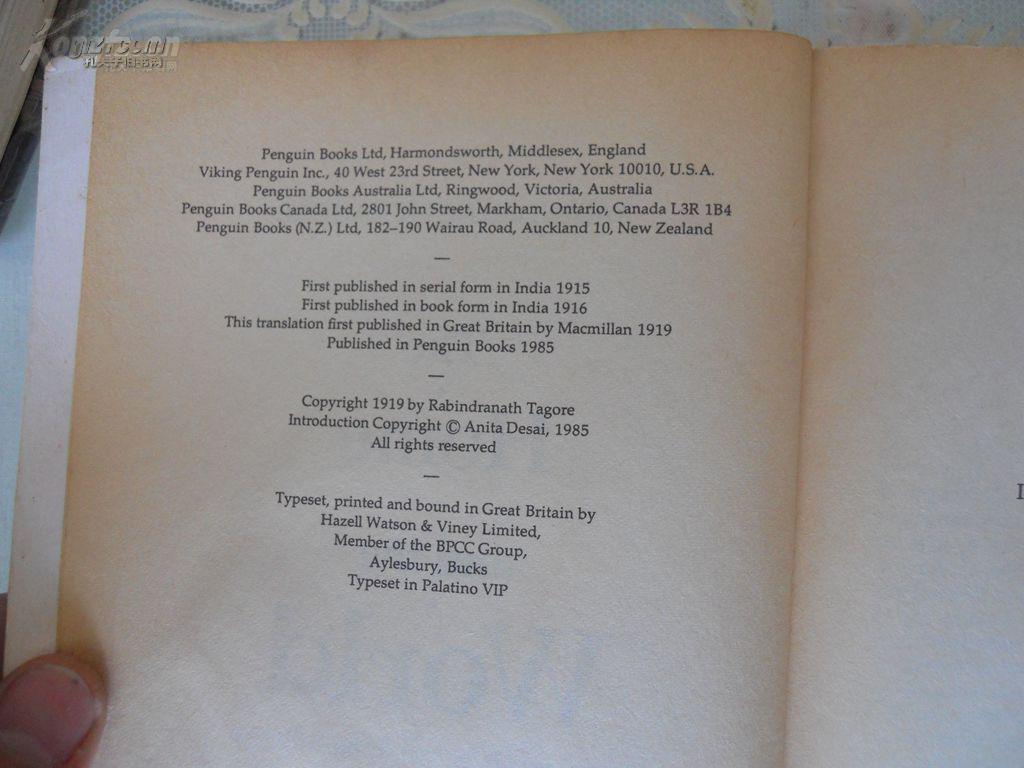 Penguin Books Ltd, Harmondsworth, Middlesex, England
Viking Penguin Inc., 40 West 23rd Street, New York, New York 10010, U.S.A.
Penguin Books Australia Ltd, Ringwood, Victoria, Australia
Penguin Books Canada Ltd, 2801 John Street, Markham, Ontario, Canada L3R 1B4
Penguin Books (N.Z.) Ltd, 182–190 Wairau Road, Auckland 10, New Zealand
—
First published in serial form in India 1915
First published in book form in India 1916
This translation first published in Great Britain by Macmillan 1919
Published in Penguin Books 1985
—
Copyright 1919 by Rabindranath Tagore
Introduction Copyright © Anita Desai, 1985
All rights reserved
—
Typeset, printed and bound in Great Britain by
Hazell Watson & Viney Limited,
Member of the BPCC Group,
Aylesbury, Bucks
Typeset in Palatino VIP